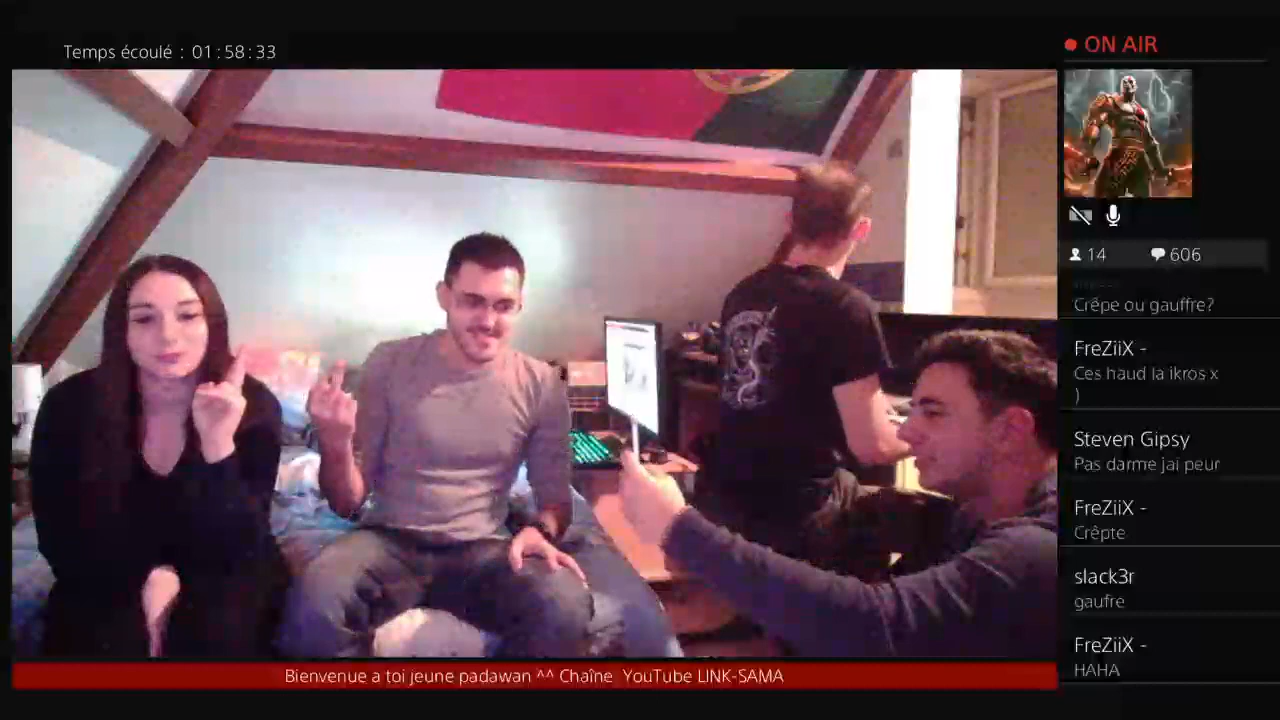 Temps écoulé : 01:58:33
ON AIR
14 606
Crêpe ou gauffre?
FreZiiX -
Ces haud la ikros x
)
Steven Gipsy
Pas darme jai peur
FreZiiX -
Crêpte
slack3r
gaufre
FreZiiX -
HAHA
Bienvenue a toi jeune padawan ^^ Chaîne YouTube LINK-SAMA